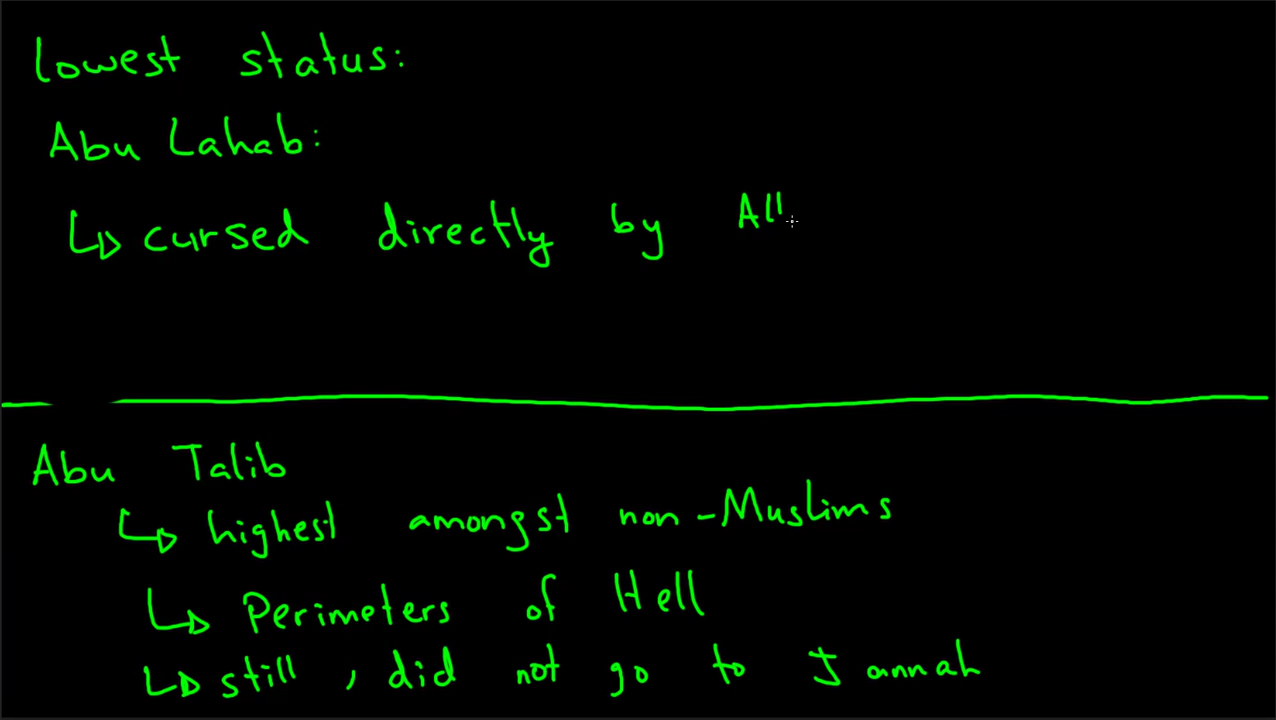 Lowest status:
Abu Lahab:
↳ cursed directly by All
Abu Talib
↳ highest amongst non-Muslims
↳ Perimeters of Hell
↳ still, did not go to Jannah